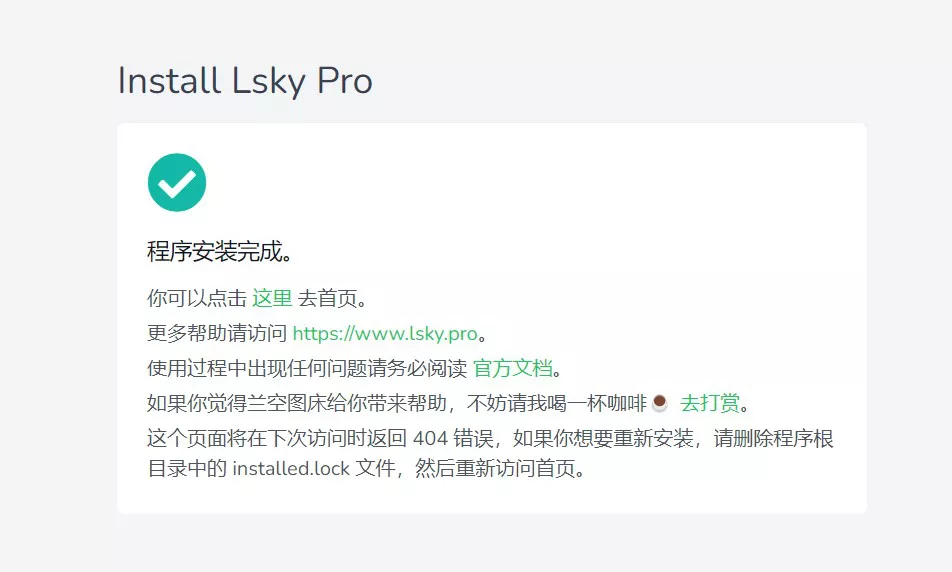 Install Lsky Pro
程序安装完成。
你可以点击 这里 去首页。
更多帮助请访问 https://www.lsky.pro。
使用过程中出现任何问题请务必阅读 官方文档。
如果你觉得兰空图床给你带来帮助，不妨请我喝一杯咖啡☕ 去打赏。
这个页面将在下次访问时返回 404 错误，如果你想要重新安装，请删除程序根
目录中的 installed.lock 文件，然后重新访问首页。